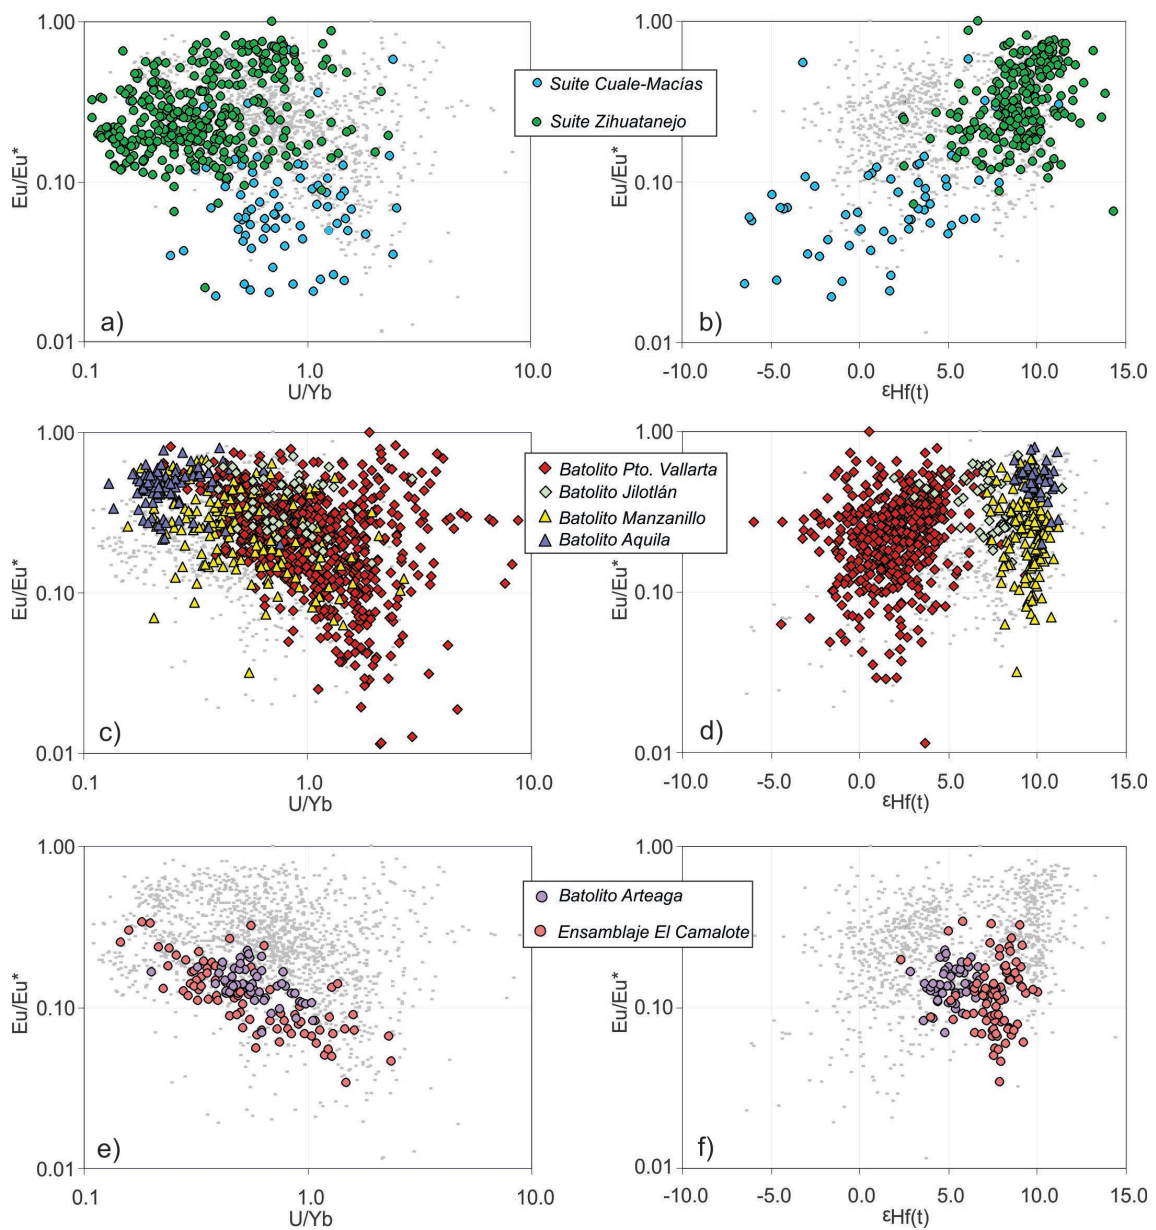 1.00
0.10
0.01
Eu/Eu*
a)
0.1
1.0
10.0
U/Yb
Suite Cuale-Macías
Suite Zihuatanejo
1.00
0.10
0.01
Eu/Eu*
b)
-10.0
-5.0
0.0
5.0
10.0
15.0
εHf(t)
1.00
0.10
0.01
Eu/Eu*
c)
0.1
1.0
10.0
U/Yb
Batolito Pto. Vallarta
Batolito Jilotlán
Batolito Manzanillo
Batolito Aquila
1.00
0.10
0.01
Eu/Eu*
d)
-10.0
-5.0
0.0
5.0
10.0
15.0
εHf(t)
1.00
0.10
0.01
Eu/Eu*
e)
0.1
1.0
10.0
U/Yb
Batolito Arteaga
Ensamblaje El Camalote
1.00
0.10
0.01
Eu/Eu*
f)
-10.0
-5.0
0.0
5.0
10.0
15.0
εHf(t)